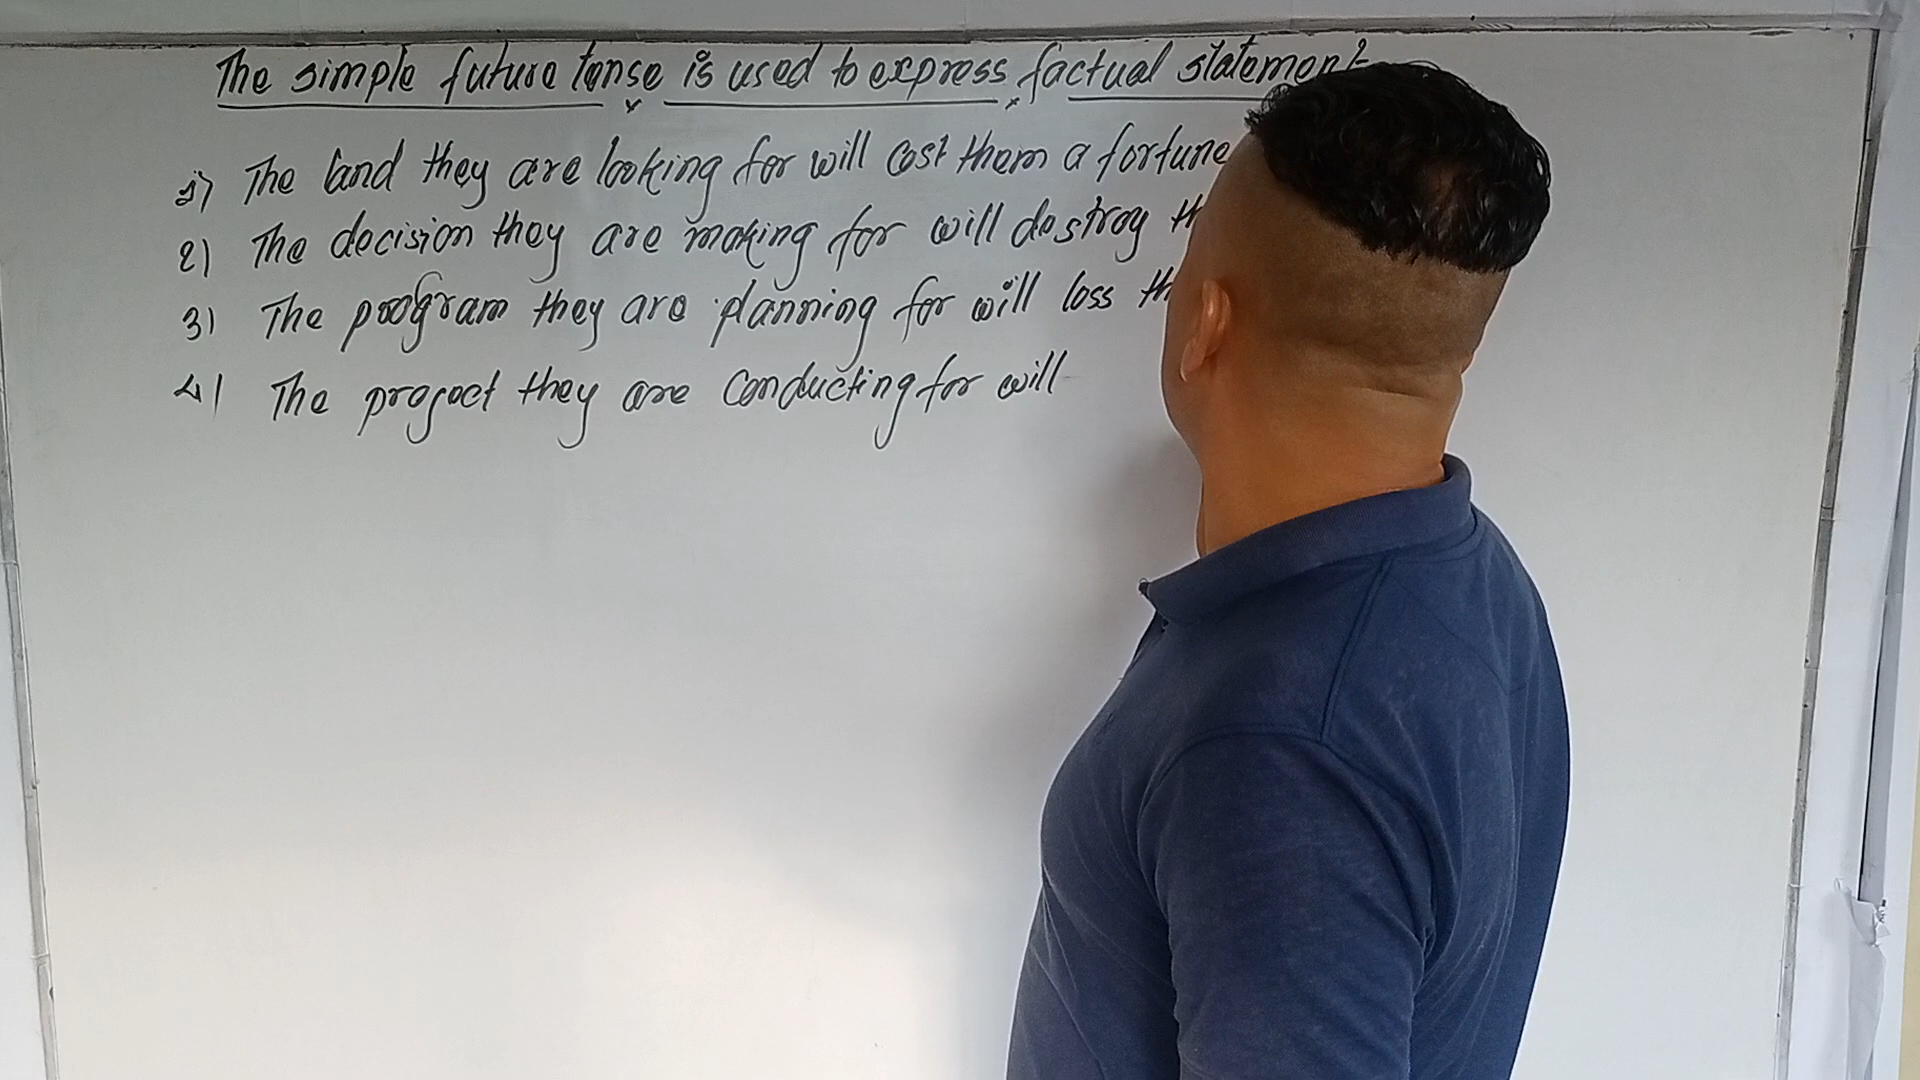 The simple future tense is used to express factual statement
1) The land they are looking for will cost them a fortune
2) The decision they are making for will destroy
3) The program they are planning for will loss
4) The project they are conducting for will